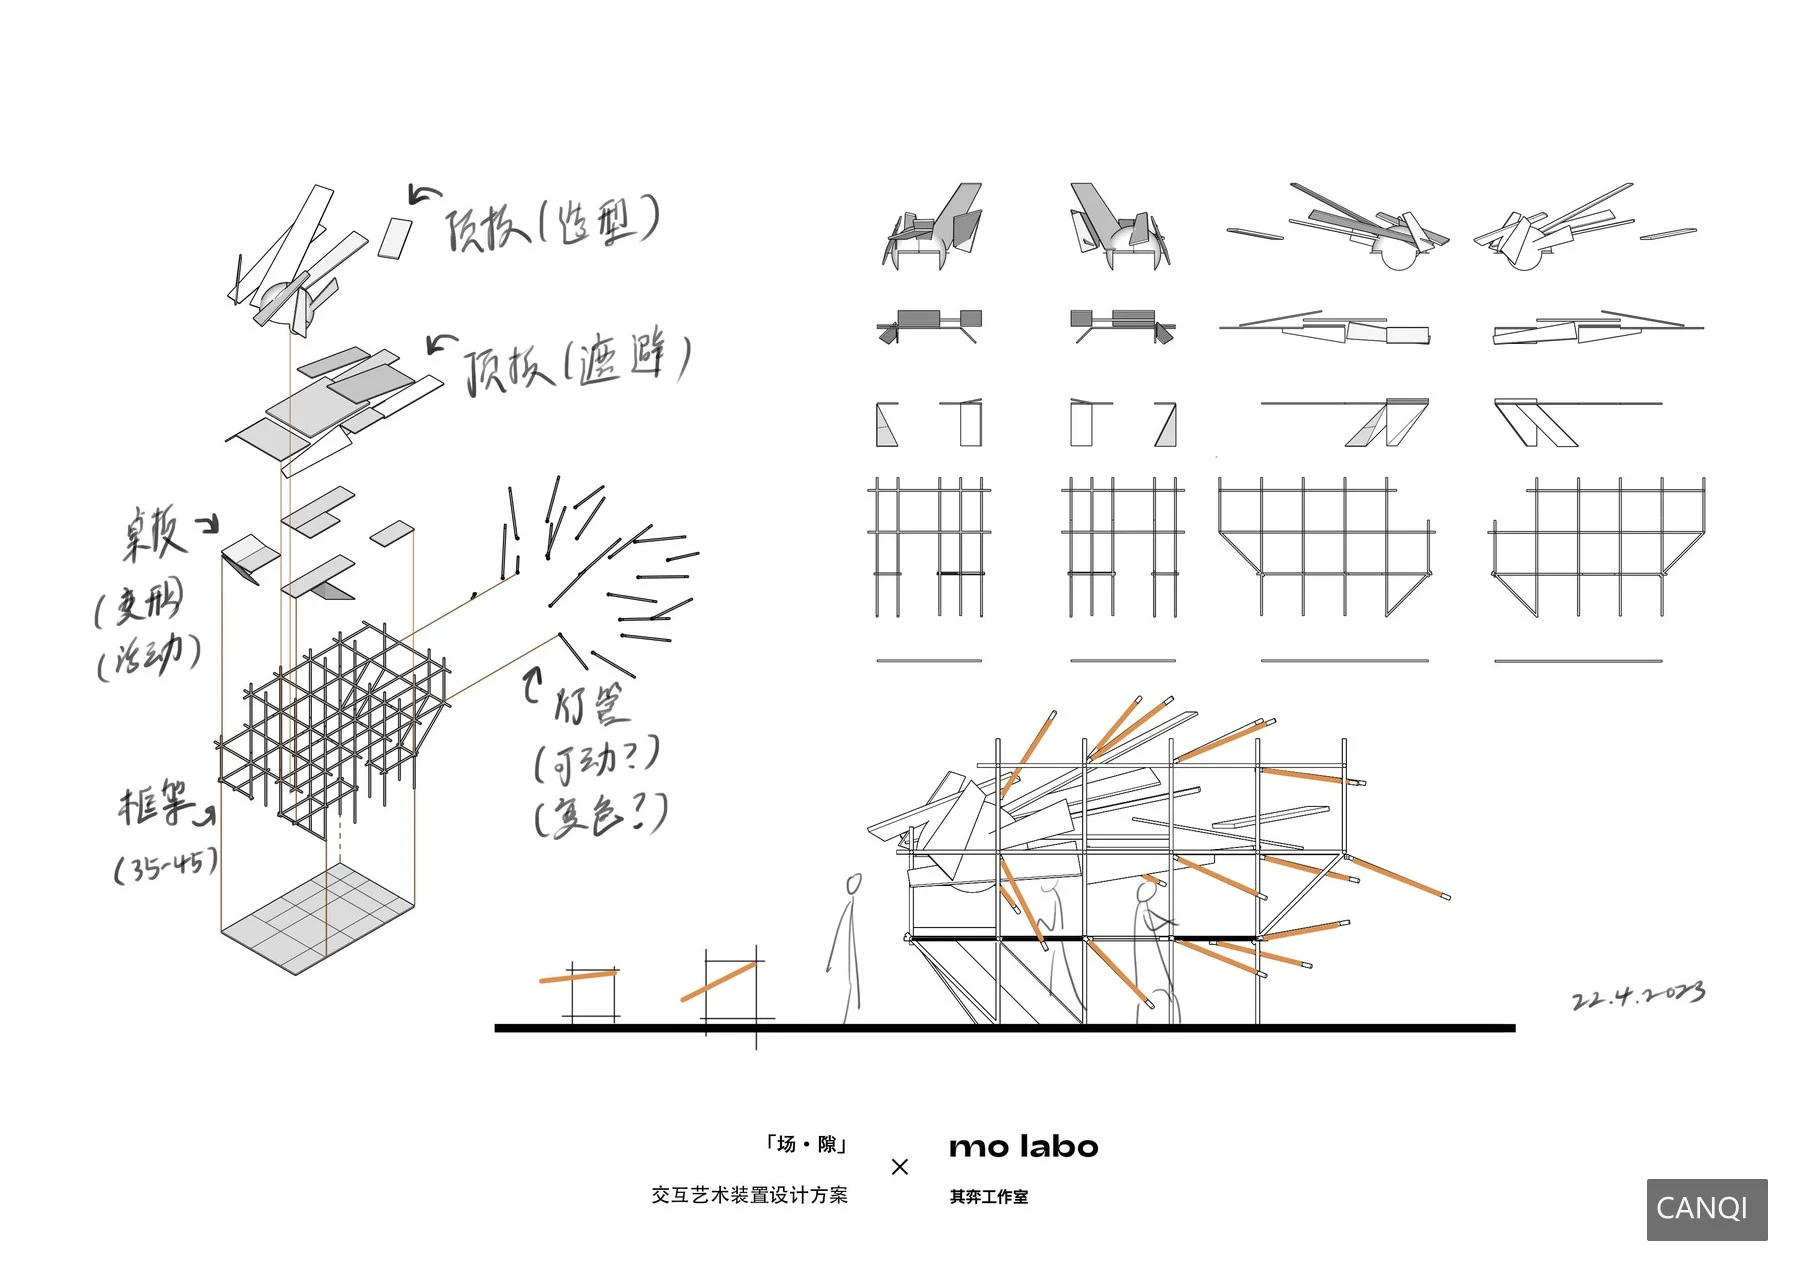 顶板(造型)
顶板(遮避)
桌板
(变形)
(活动)
灯管
(可动?)
(变色?)
框架
(35-45)
22.4.2023
「场·隙」
交互艺术装置设计方案
×
mo labo
其弈工作室
CANQI